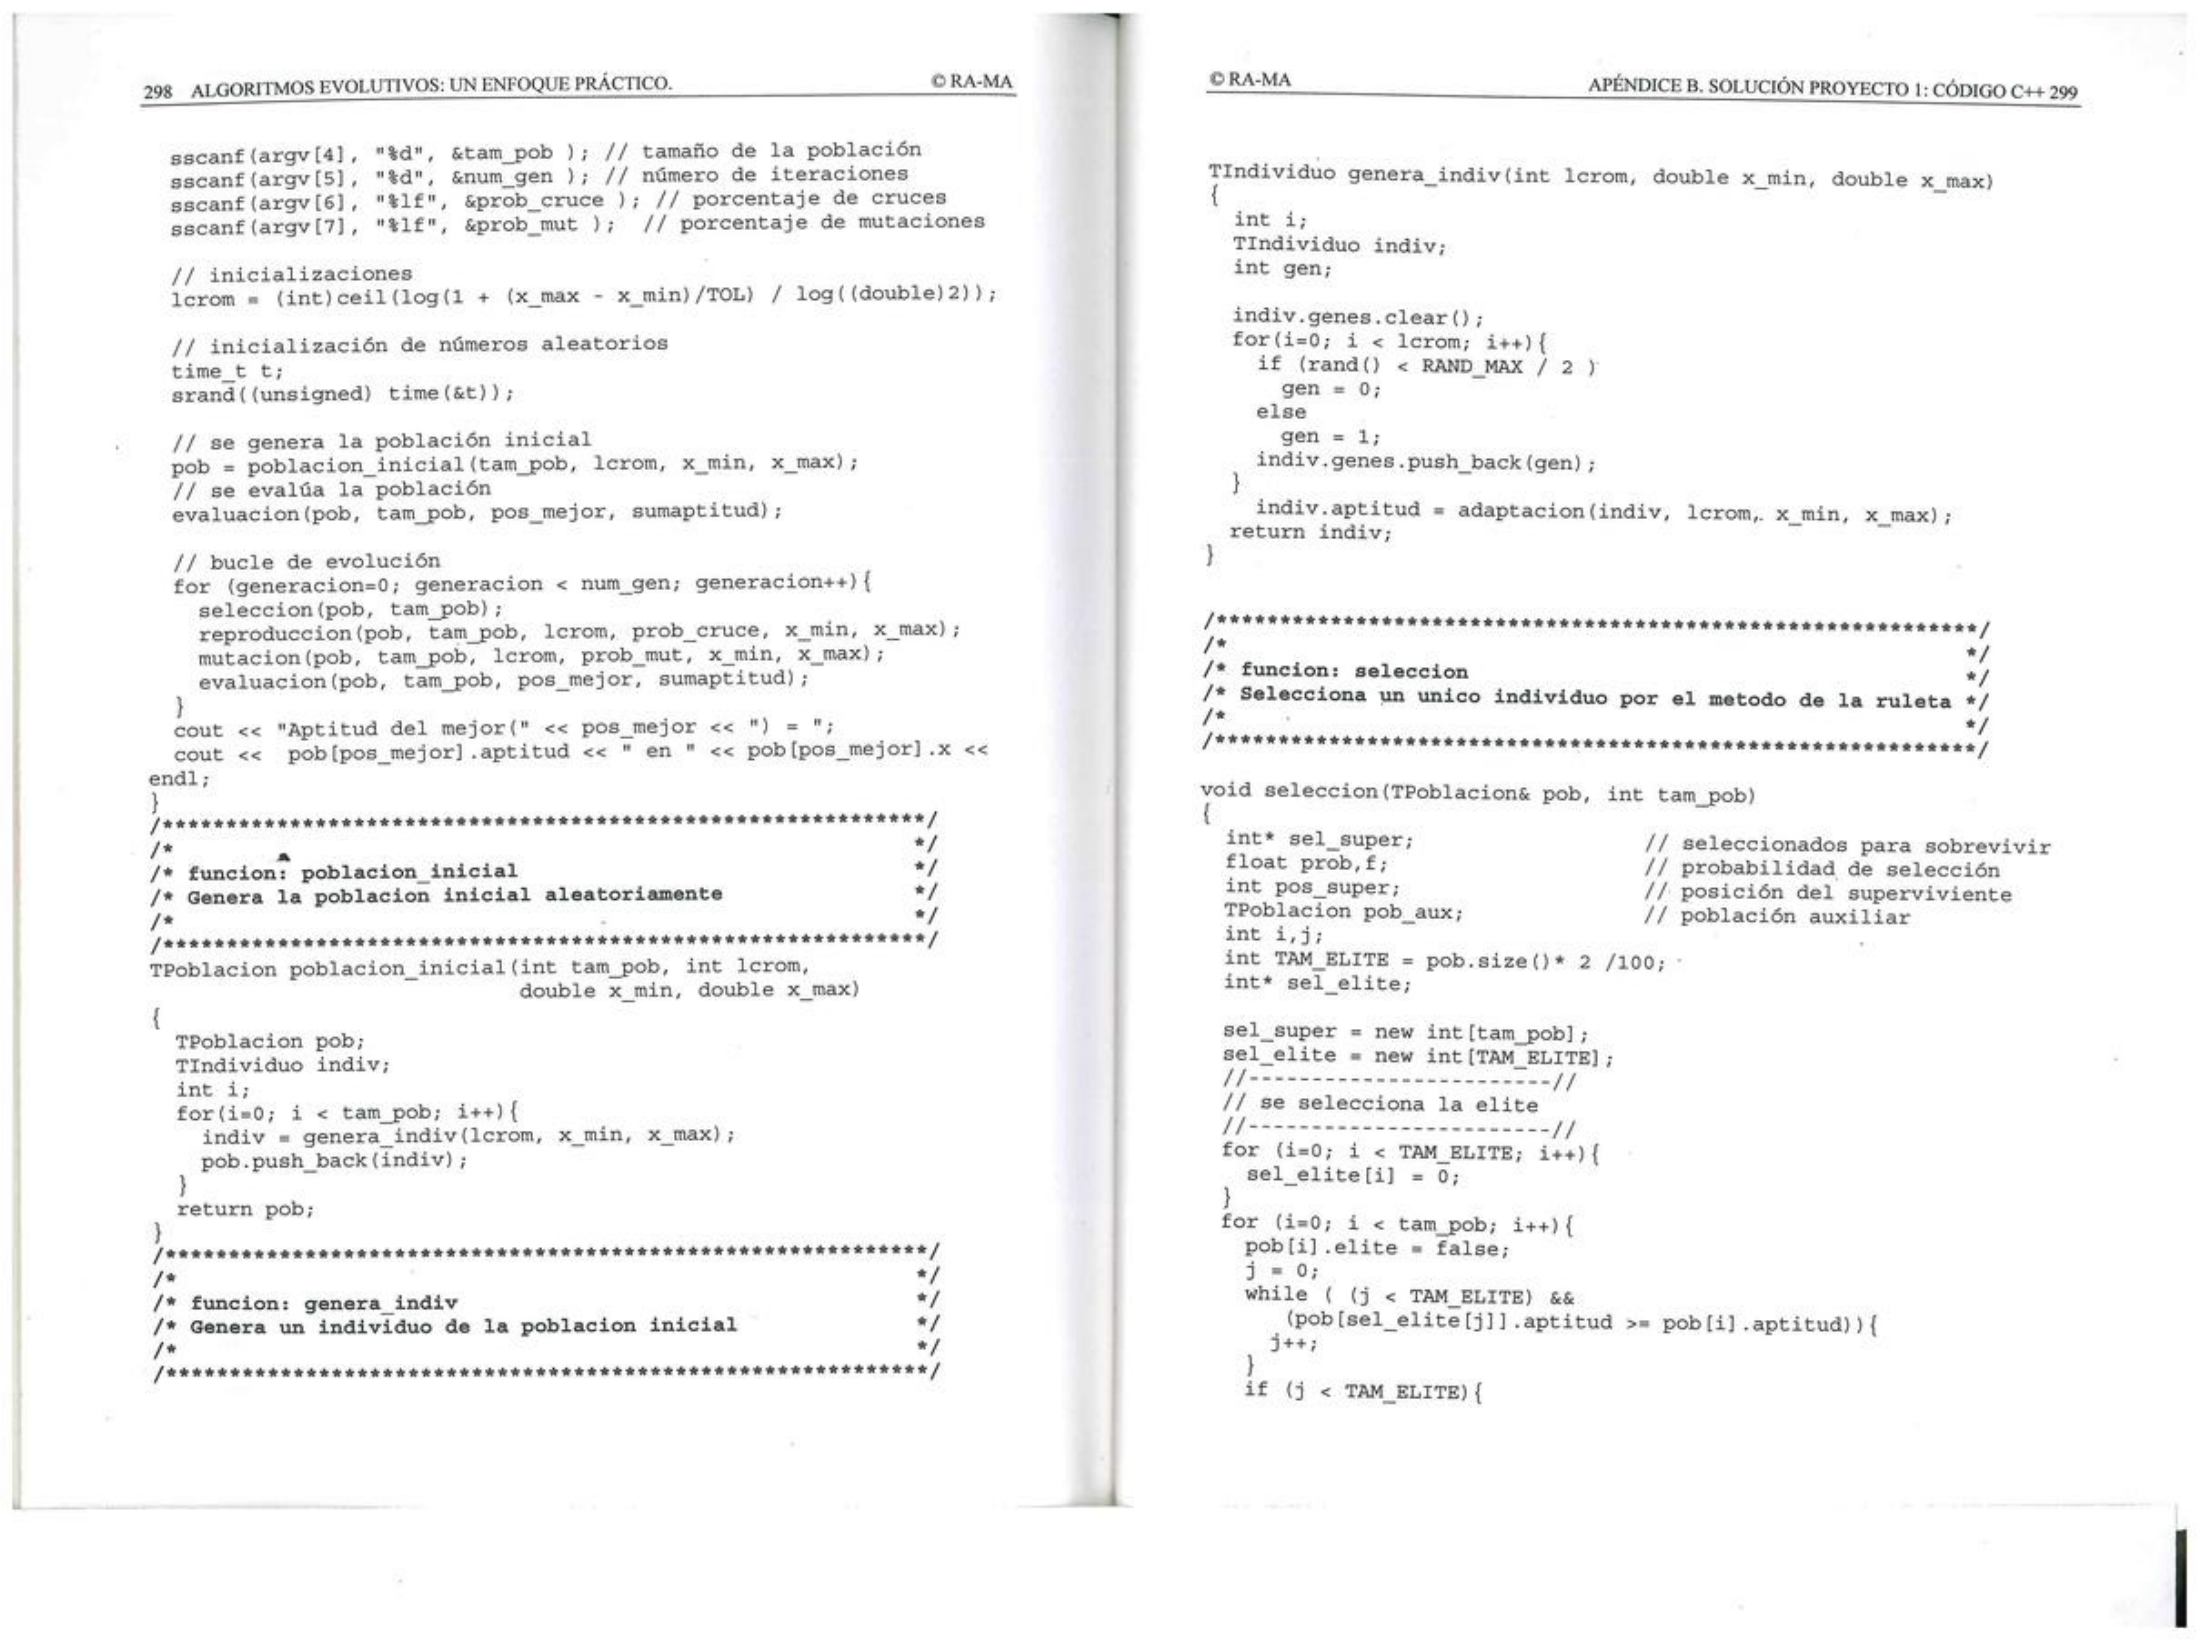 298 ALGORITMOS EVOLUTIVOS: UN ENFOQUE PRÁCTICO. © RA-MA
sscanf(argv[4], "%d", &tam_pob ); // tamaño de la población
sscanf(argv[5], "%d", &num_gen ); // número de iteraciones
sscanf(argv[6], "%lf", &prob_cruce ); // porcentaje de cruces
sscanf(argv[7], "%lf", &prob_mut ); // porcentaje de mutaciones
// inicializaciones
lcrom = (int)ceil(log(1 + (x_max - x_min)/TOL) / log((double)2));
// inicialización de números aleatorios
time_t t;
srand((unsigned) time(&t));
// se genera la población inicial
pob = poblacion_inicial(tam_pob, lcrom, x_min, x_max);
// se evalúa la población
evaluacion(pob, tam_pob, pos_mejor, sumaptitud);
// bucle de evolución
for (generacion=0; generacion < num_gen; generacion++){
seleccion(pob, tam_pob);
reproduccion(pob, tam_pob, lcrom, prob_cruce, x_min, x_max);
mutacion(pob, tam_pob, lcrom, prob_mut, x_min, x_max);
evaluacion(pob, tam_pob, pos_mejor, sumaptitud);
}
cout << "Aptitud del mejor(" << pos_mejor << ") = ";
cout << pob[pos_mejor].aptitud << " en " << pob[pos_mejor].x <<
endl;
}
/************************************************************/
/* */
/* funcion: poblacion_inicial */
/* Genera la poblacion inicial aleatoriamente */
/* */
/************************************************************/
TPoblacion poblacion_inicial(int tam_pob, int lcrom,
double x_min, double x_max)
{
TPoblacion pob;
TIndividuo indiv;
int i;
for(i=0; i < tam_pob; i++){
indiv = genera_indiv(lcrom, x_min, x_max);
pob.push_back(indiv);
}
return pob;
}
/************************************************************/
/* */
/* funcion: genera_indiv */
/* Genera un individuo de la poblacion inicial */
/* */
/************************************************************/
© RA-MA APÉNDICE B. SOLUCIÓN PROYECTO 1: CÓDIGO C++ 299
TIndividuo genera_indiv(int lcrom, double x_min, double x_max)
{
int i;
TIndividuo indiv;
int gen;
indiv.genes.clear();
for(i=0; i < lcrom; i++){
if (rand() < RAND_MAX / 2 )
gen = 0;
else
gen = 1;
indiv.genes.push_back(gen);
}
indiv.aptitud = adaptacion(indiv, lcrom, x_min, x_max);
return indiv;
}
/************************************************************/
/* */
/* funcion: seleccion */
/* Selecciona un unico individuo por el metodo de la ruleta */
/* */
/************************************************************/
void seleccion(TPoblacion& pob, int tam_pob)
{
int* sel_super; // seleccionados para sobrevivir
float prob,f; // probabilidad de selección
int pos_super; // posición del superviviente
TPoblacion pob_aux; // población auxiliar
int i,j;
int TAM_ELITE = pob.size()* 2 /100;
int* sel_elite;
sel_super = new int[tam_pob];
sel_elite = new int[TAM_ELITE];
//------------------------//
// se selecciona la elite
//------------------------//
for (i=0; i < TAM_ELITE; i++){
sel_elite[i] = 0;
}
for (i=0; i < tam_pob; i++){
pob[i].elite = false;
j = 0;
while ( (j < TAM_ELITE) &&
(pob[sel_elite[j]].aptitud >= pob[i].aptitud)){
j++;
}
if (j < TAM_ELITE){